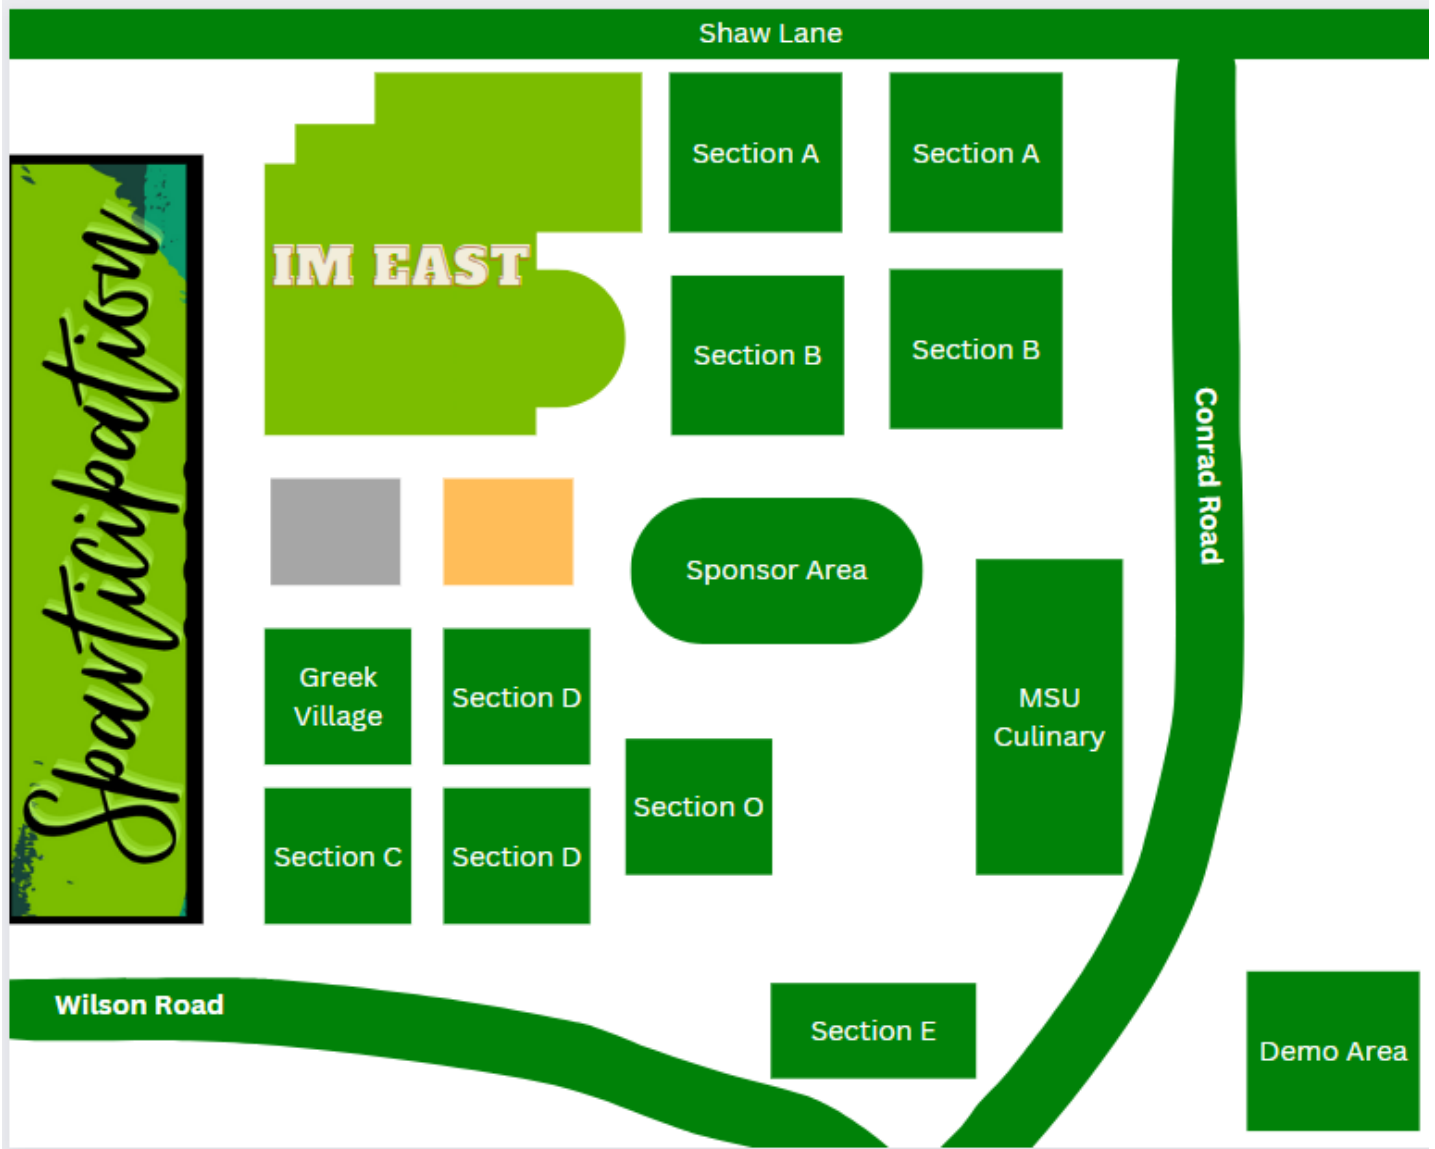 Shaw Lane
Section A
Section A
Sparticipation
IM EAST
Section B
Section B
Conrad Road
Sponsor Area
Greek
Village
Section D
MSU
Culinary
Section O
Section C
Section D
Wilson Road
Section E
Demo Area